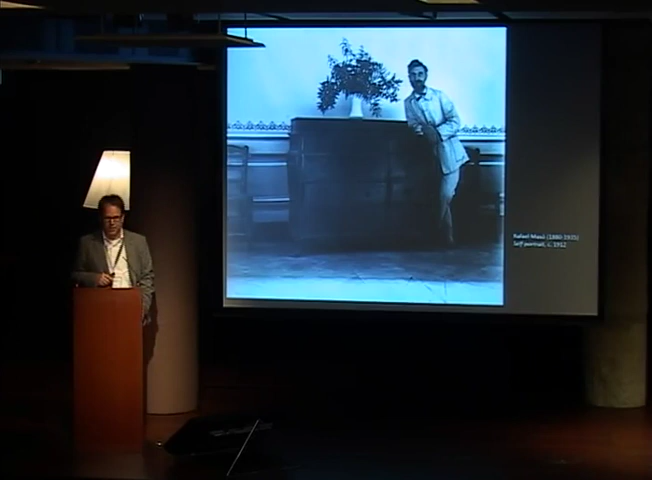 Rafael Masó (1880-1935)
Self portrait, c. 1912